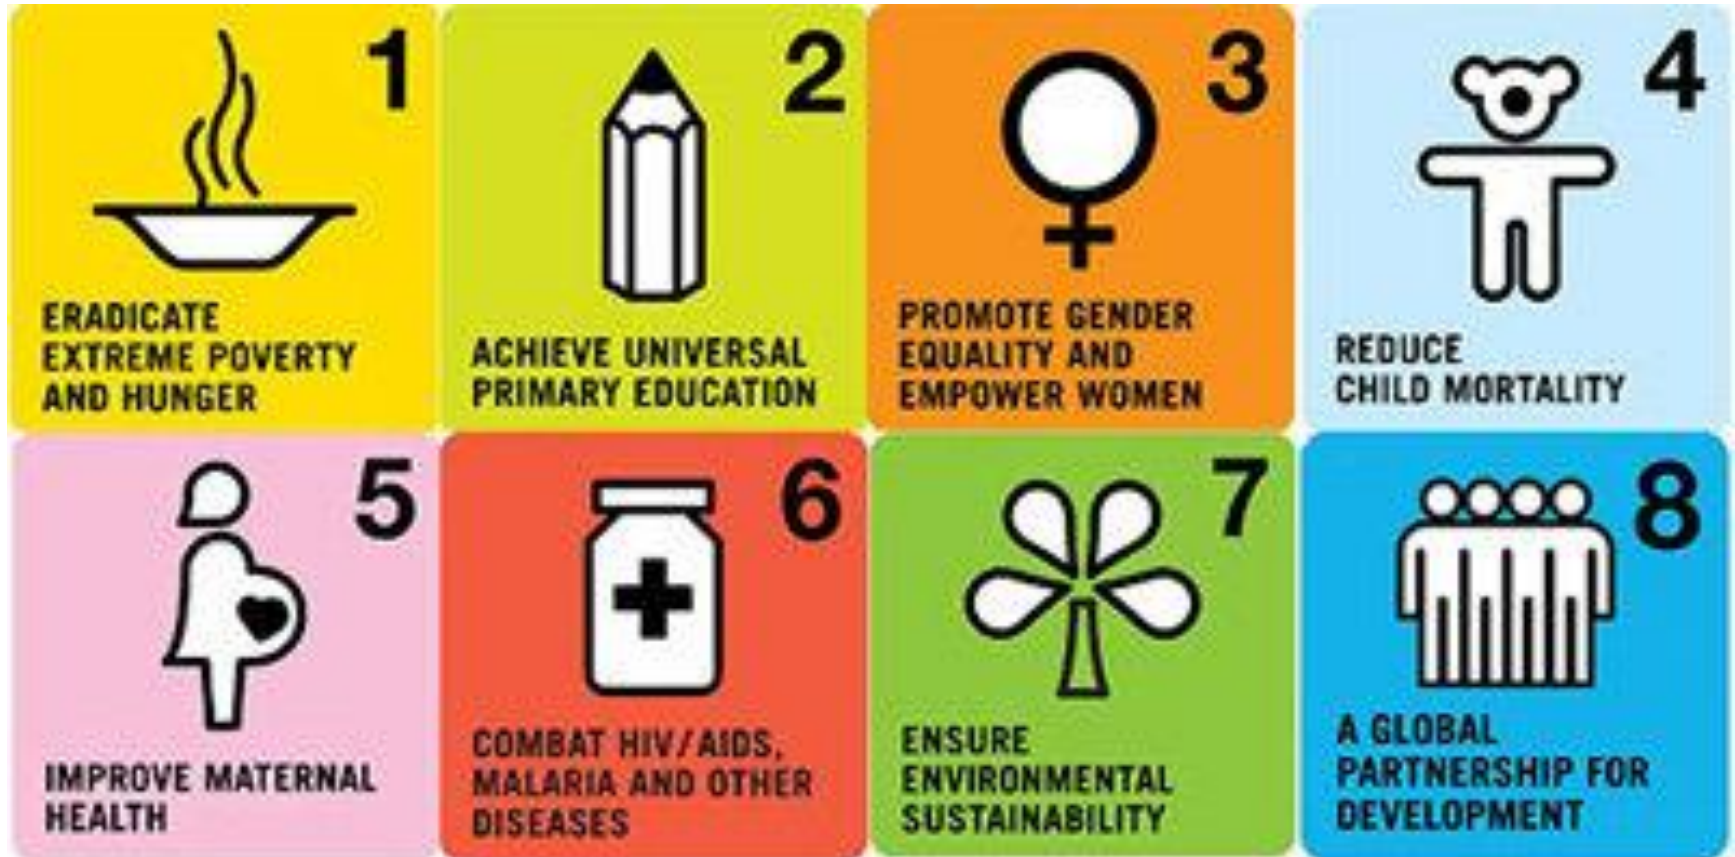 1
ERADICATE
EXTREME POVERTY
AND HUNGER
2
ACHIEVE UNIVERSAL
PRIMARY EDUCATION
3
PROMOTE GENDER
EQUALITY AND
EMPOWER WOMEN
4
REDUCE
CHILD MORTALITY
5
IMPROVE MATERNAL
HEALTH
6
COMBAT HIV/AIDS,
MALARIA AND OTHER
DISEASES
7
ENSURE
ENVIRONMENTAL
SUSTAINABILITY
8
A GLOBAL
PARTNERSHIP FOR
DEVELOPMENT